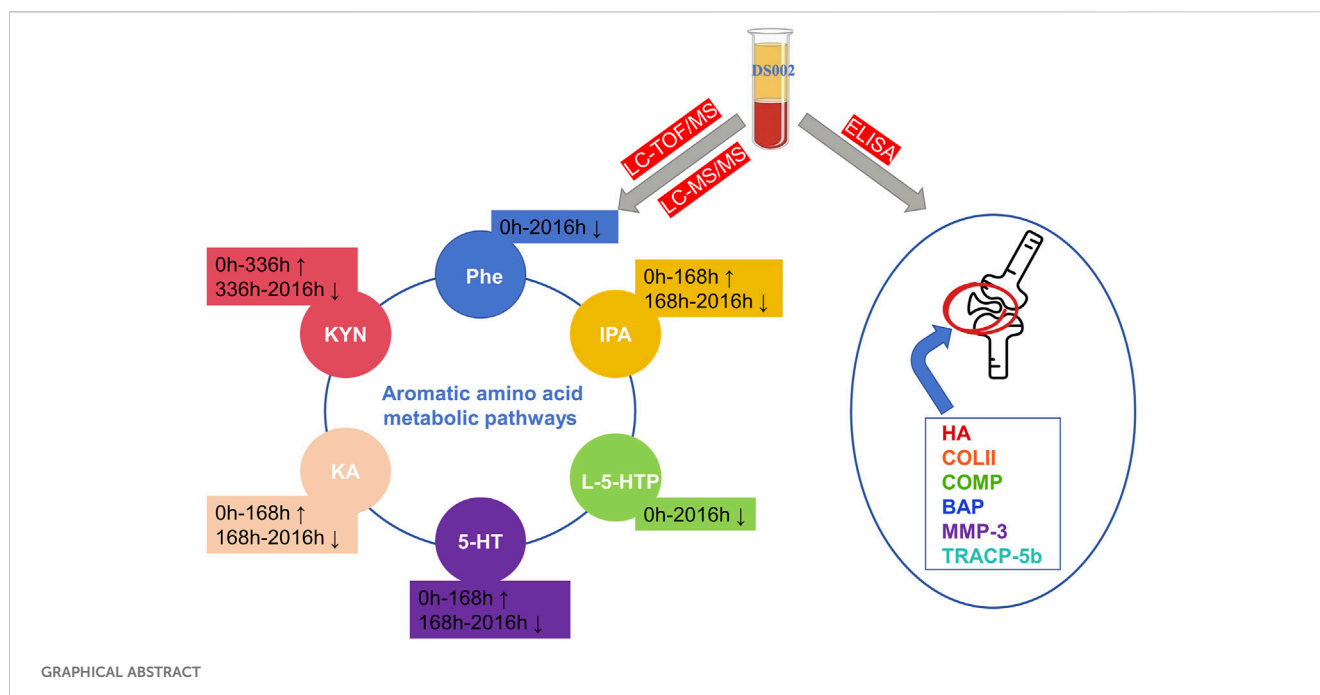 DS002
LC-TOF/MS
LC-MS/MS
ELISA
0h-2016h ↓
Phe
0h-336h ↑
336h-2016h ↓
KYN
0h-168h ↑
168h-2016h ↓
IPA
Aromatic amino acid
metabolic pathways
KA
0h-168h ↑
168h-2016h ↓
L-5-HTP
0h-2016h ↓
5-HT
0h-168h ↑
168h-2016h ↓
HA
COLII
COMP
BAP
MMP-3
TRACP-5b
GRAPHICAL ABSTRACT